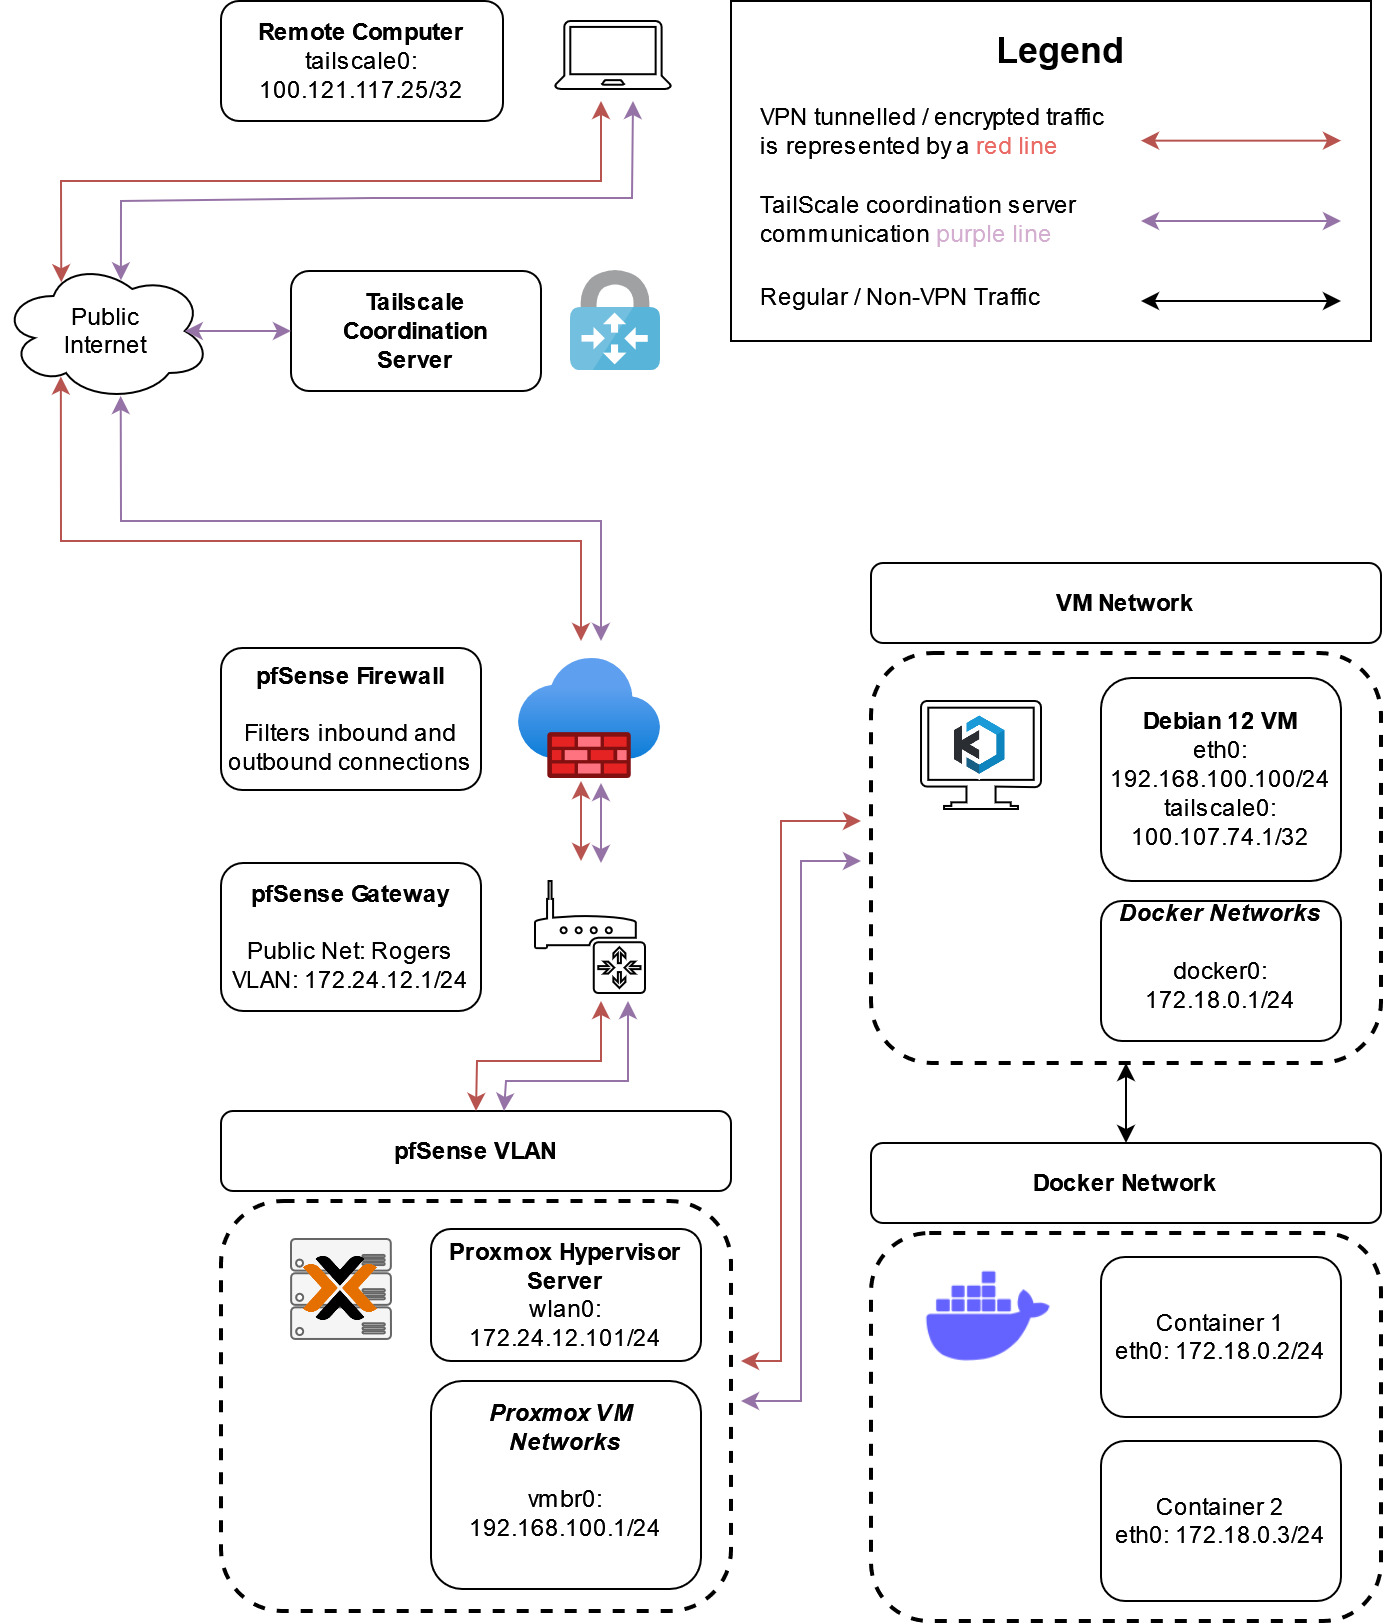 Remote Computer
tailscale0:
100.121.117.25/32
Legend
VPN tunnelled / encrypted traffic
is represented by a red line
TailScale coordination server
communication purple line
Regular / Non-VPN Traffic
Public
Internet
Tailscale
Coordination
Server
pfSense Firewall
Filters inbound and
outbound connections
pfSense Gateway
Public Net: Rogers
VLAN: 172.24.12.1/24
pfSense VLAN
Proxmox Hypervisor
Server
wlan0:
172.24.12.101/24
Proxmox VM
Networks
vmbr0:
192.168.100.1/24
VM Network
Debian 12 VM
eth0:
192.168.100.100/24
tailscale0:
100.107.74.1/32
Docker Networks
docker0:
172.18.0.1/24
Docker Network
Container 1
eth0: 172.18.0.2/24
Container 2
eth0: 172.18.0.3/24